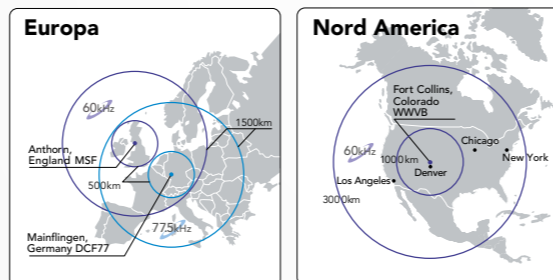 Europa
60kHz
1500km
Anthorn,
England MSF
500km
77.5kHz
Mainflingen,
Germany DCF77
Nord America
Fort Collins,
Colorado
WWVB
60kHz
1000km
Chicago
New York
Denver
Los Angeles
3000km